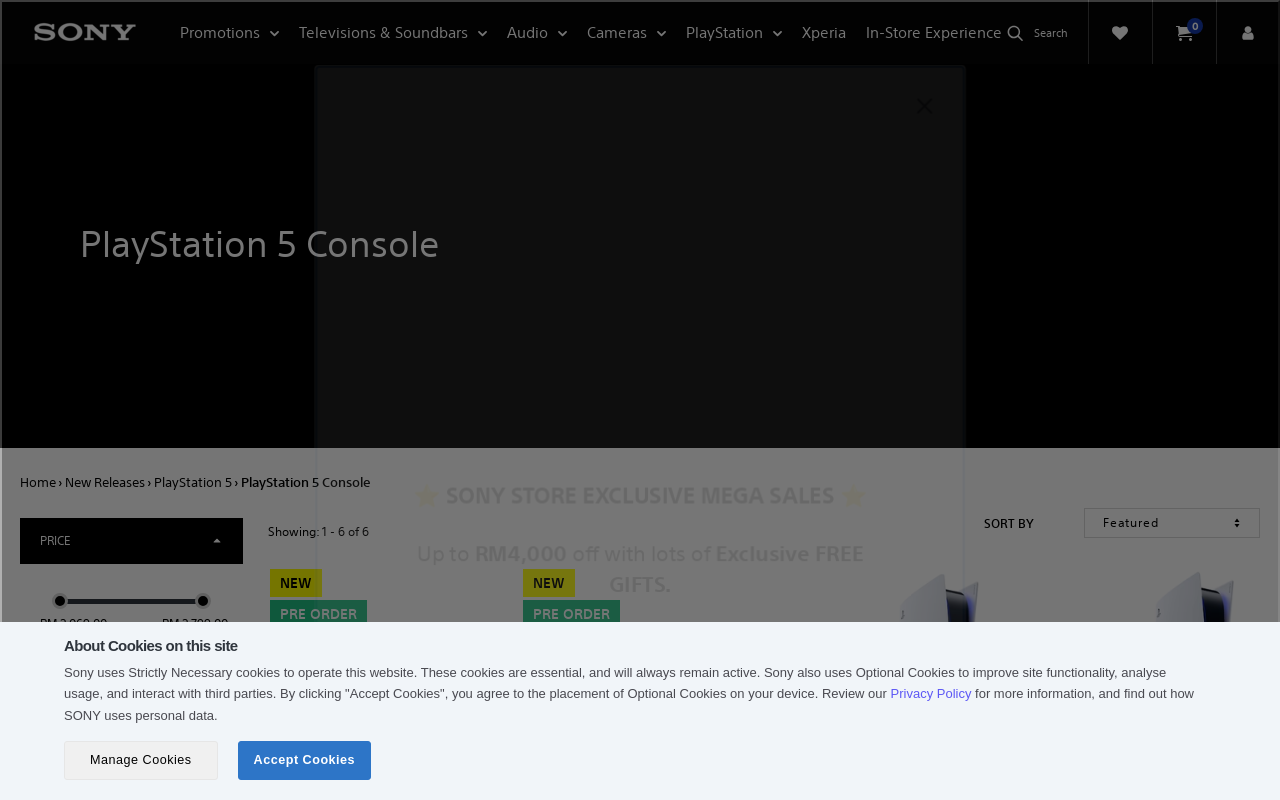 SONY
Promotions
Televisions & Soundbars
Audio
Cameras
PlayStation
Xperia
In-Store Experience
Search
0
PlayStation 5 Console
Home › New Releases › PlayStation 5 › PlayStation 5 Console
⭐ SONY STORE EXCLUSIVE MEGA SALES ⭐
Up to RM4,000 off with lots of Exclusive FREE
GIFTS.
PRICE
Showing: 1 - 6 of 6
SORT BY
Featured
NEW
PRE ORDER
NEW
PRE ORDER
About Cookies on this site
Sony uses Strictly Necessary cookies to operate this website. These cookies are essential, and will always remain active. Sony also uses Optional Cookies to improve site functionality, analyse
usage, and interact with third parties. By clicking "Accept Cookies", you agree to the placement of Optional Cookies on your device. Review our Privacy Policy for more information, and find out how
SONY uses personal data.
Manage Cookies
Accept Cookies